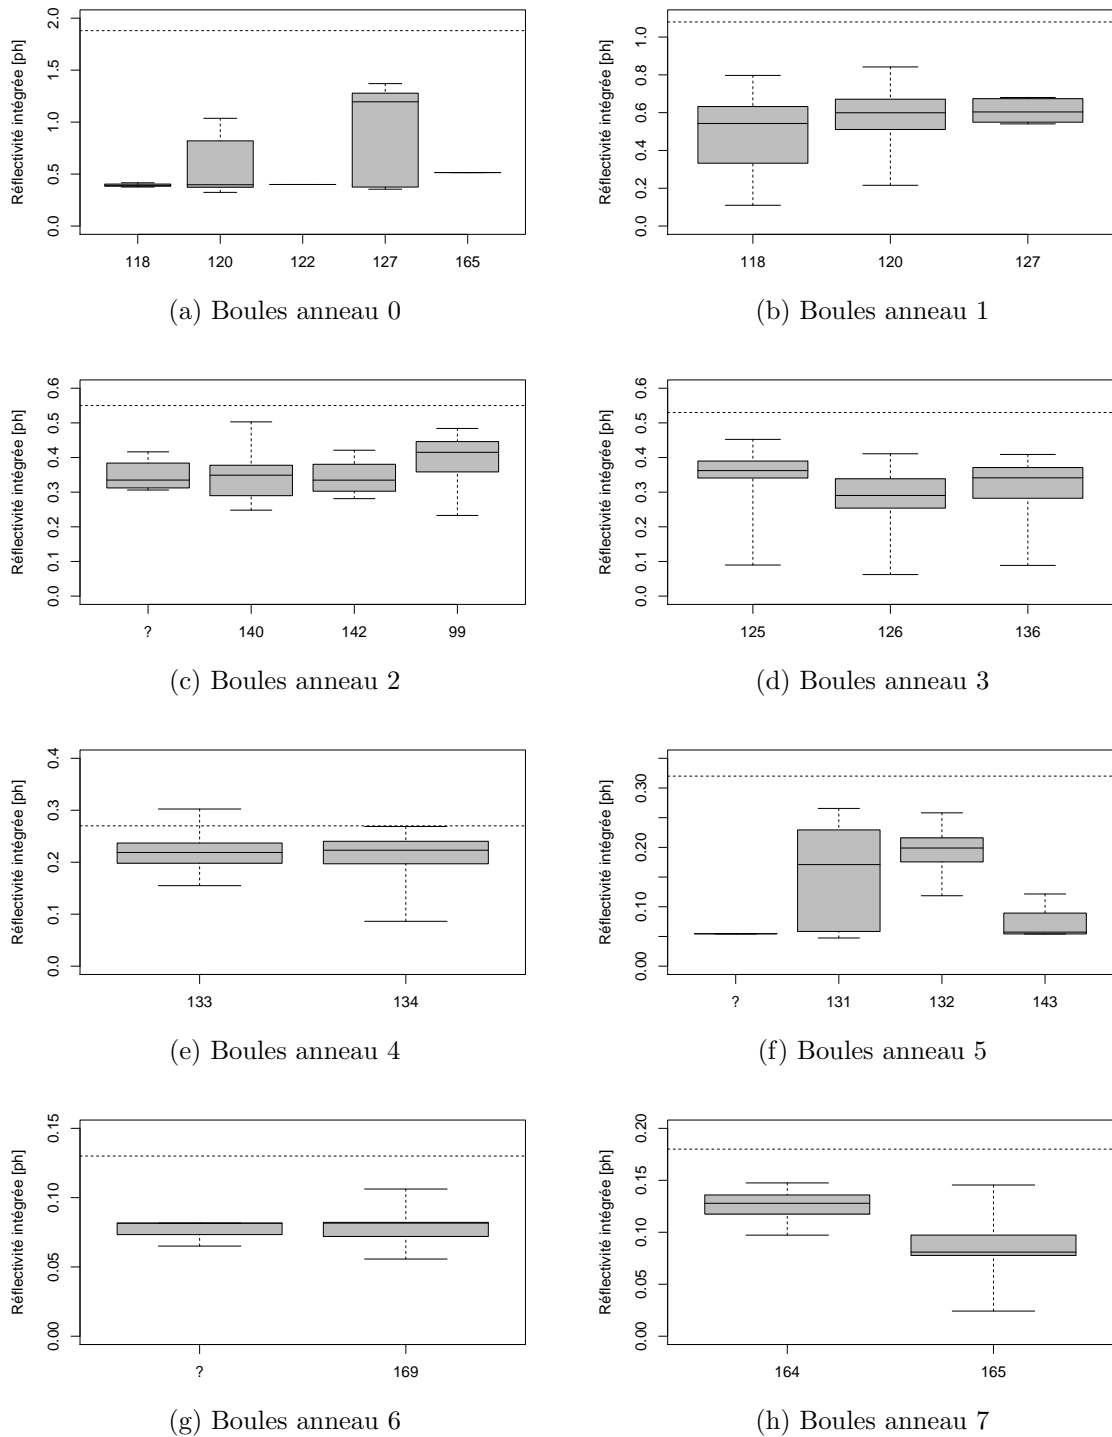 Réflectivité intégrée [ph]
2.0
1.5
1.0
0.5
0.0
118 120 122 127 165
(a) Boules anneau 0
Réflectivité intégrée [ph]
1.0
0.8
0.6
0.4
0.2
0.0
118 120 127
(b) Boules anneau 1
Réflectivité intégrée [ph]
0.6
0.5
0.4
0.3
0.2
0.1
0.0
? 140 142 99
(c) Boules anneau 2
Réflectivité intégrée [ph]
0.6
0.5
0.4
0.3
0.2
0.1
0.0
125 126 136
(d) Boules anneau 3
Réflectivité intégrée [ph]
0.4
0.3
0.2
0.1
0.0
133 134
(e) Boules anneau 4
Réflectivité intégrée [ph]
0.30
0.20
0.10
0.00
? 131 132 143
(f) Boules anneau 5
Réflectivité intégrée [ph]
0.15
0.10
0.05
0.00
? 169
(g) Boules anneau 6
Réflectivité intégrée [ph]
0.20
0.15
0.10
0.05
0.00
164 165
(h) Boules anneau 7